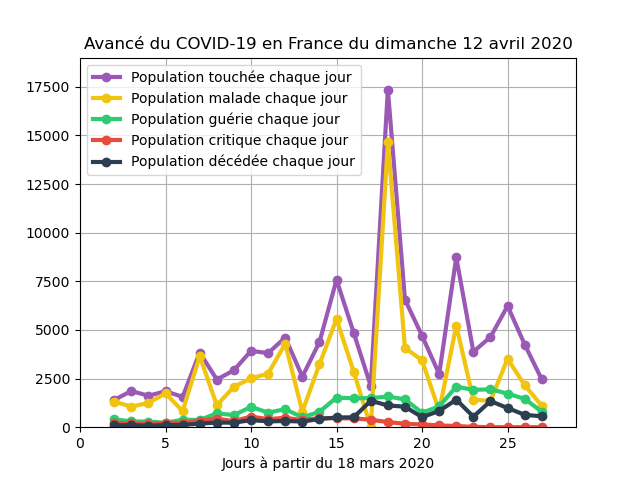 Avancé du COVID-19 en France du dimanche 12 avril 2020
Population touchée chaque jour
Population malade chaque jour
Population guérie chaque jour
Population critique chaque jour
Population décédée chaque jour
17500
15000
12500
10000
7500
5000
2500
0
0 5 10 15 20 25
Jours à partir du 18 mars 2020